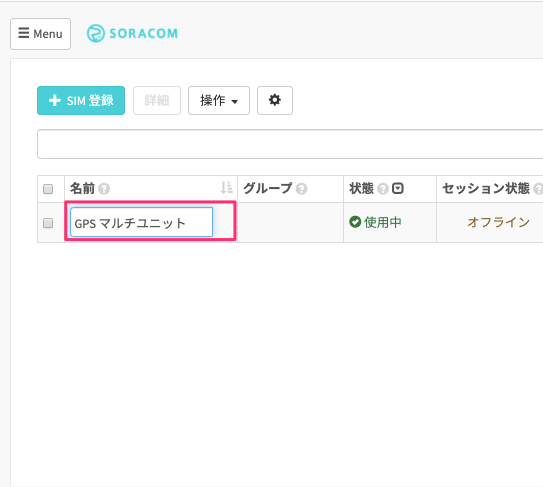 Menu SORACOM
SIM 登録 詳細 操作
名前 グループ 状態 セッション状態
GPS マルチユニット 使用中 オフライン